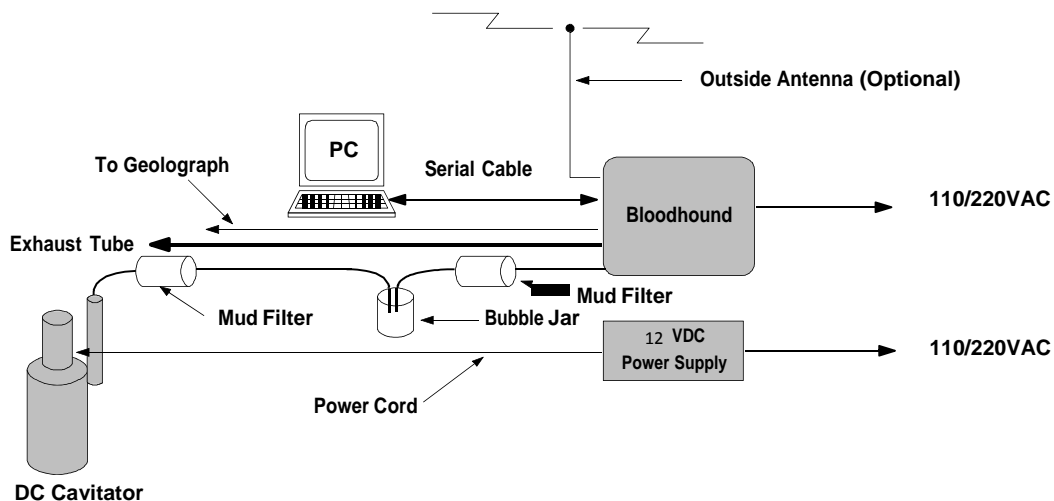 Outside Antenna (Optional)
PC
To Geolograph
Serial Cable
Bloodhound
110/220VAC
Exhaust Tube
Mud Filter
Bubble Jar
Mud Filter
12 VDC
Power Supply
110/220VAC
Power Cord
DC Cavitator